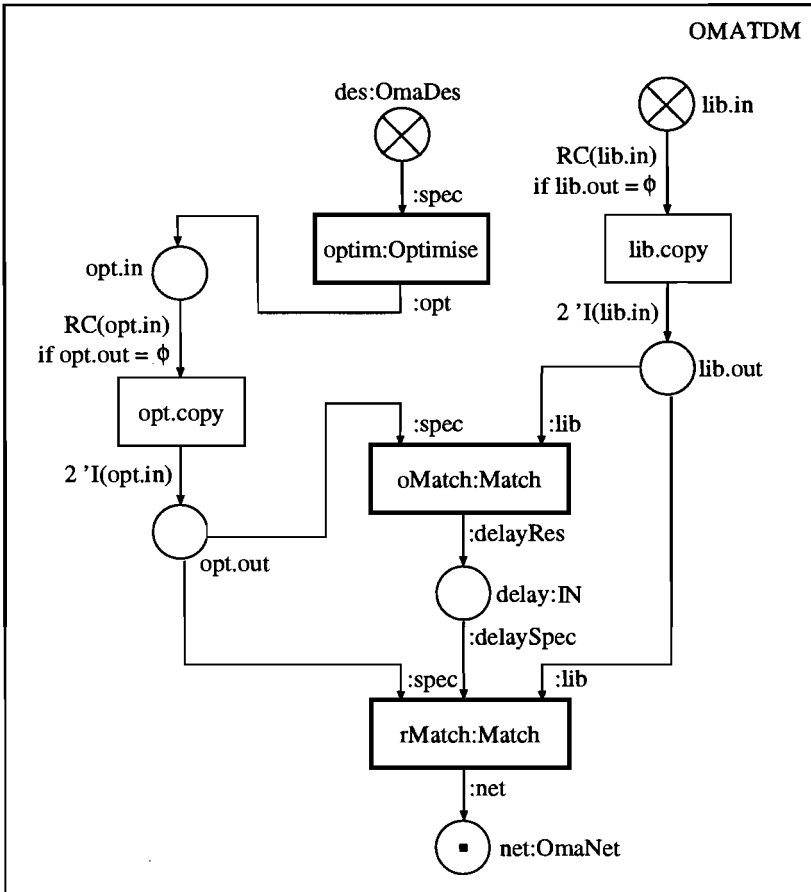 OMATDM
des:OmaDes
lib.in
RC(lib.in)
if lib.out = ϕ
:spec
optim:Optimise
lib.copy
opt.in
:opt
2 'I(lib.in)
RC(opt.in)
if opt.out = ϕ
lib.out
opt.copy
:spec
:lib
2 'I(opt.in)
oMatch:Match
:delayRes
opt.out
delay:IN
:delaySpec
:spec
:lib
rMatch:Match
:net
net:OmaNet